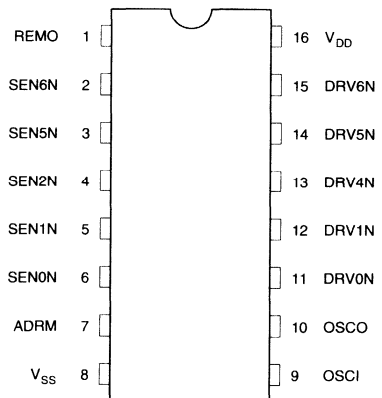 REMO 1 16 VDD
SEN6N 2 15 DRV6N
SEN5N 3 14 DRV5N
SEN2N 4 13 DRV4N
SEN1N 5 12 DRV1N
SEN0N 6 11 DRV0N
ADRM 7 10 OSCO
VSS 8 9 OSCI